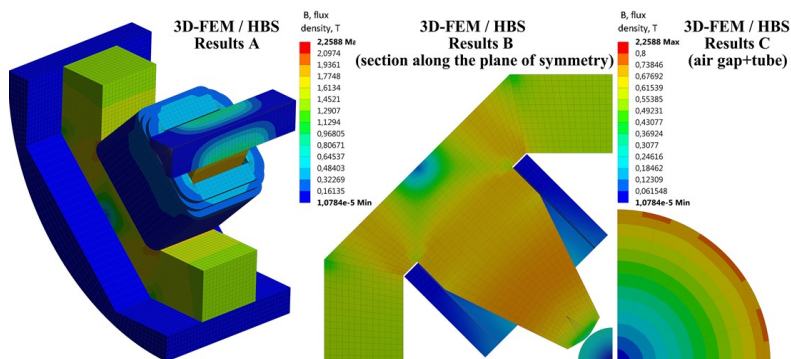 3D-FEM / HBS
Results A
B, flux
density, T
2,2588 Ma
2,0974
1,9361
1,7748
1,6134
1,4521
1,2907
1,1294
0,96805
0,80671
0,64537
0,48403
0,32269
0,16135
1,0784e-5 Min
3D-FEM / HBS
Results B
(section along the plane of symmetry)
B, flux
density, T
2,2588 Max
0,8
0,73846
0,67692
0,61539
0,55385
0,49231
0,43077
0,36924
0,3077
0,24616
0,18462
0,12309
0,061548
1,0784e-5 Min
3D-FEM / HBS
Results C
(air gap+tube)